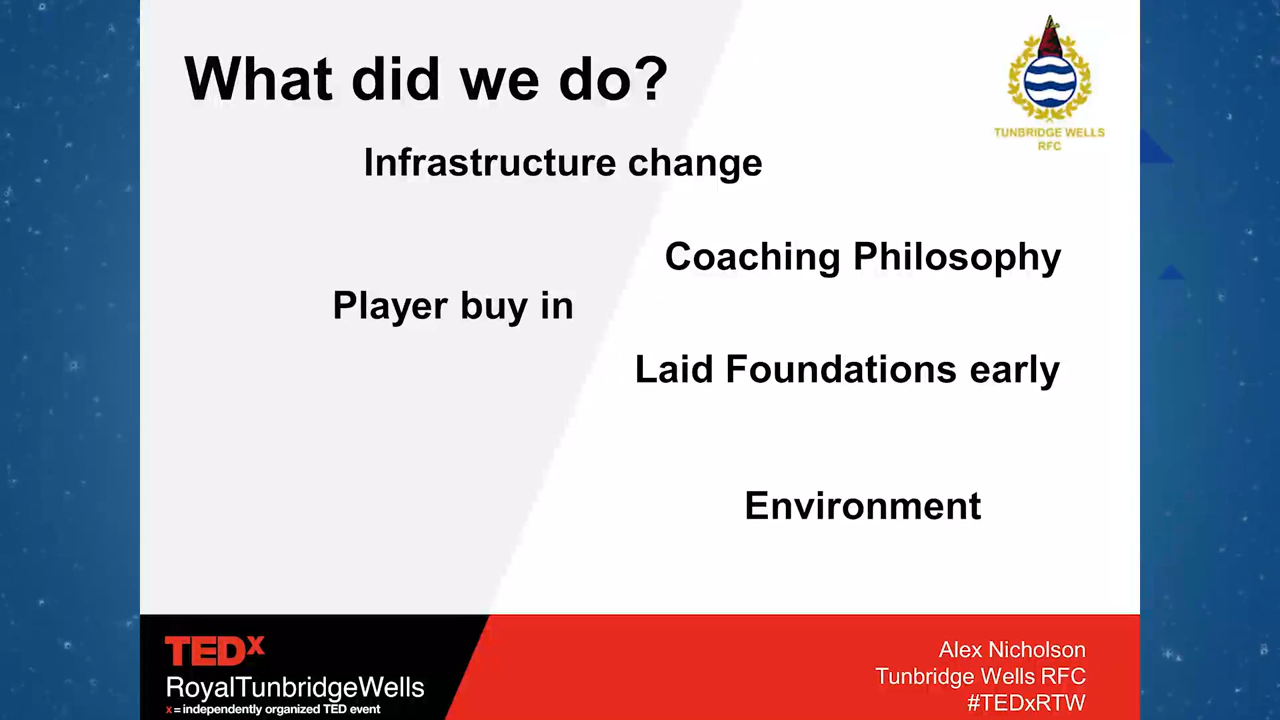 What did we do?
TUNBRIDGE WELLS
RFC
Infrastructure change
Coaching Philosophy
Player buy in
Laid Foundations early
Environment
TEDx
RoyalTunbridgeWells
x = independently organized TED event
Alex Nicholson
Tunbridge Wells RFC
#TEDxRTW